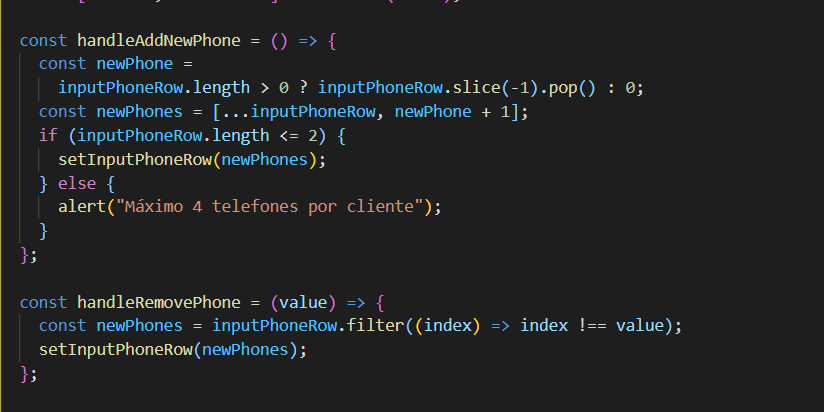 const handleAddNewPhone = () => {
const newPhone =
inputPhoneRow.length > 0 ? inputPhoneRow.slice(-1).pop() : 0;
const newPhones = [...inputPhoneRow, newPhone + 1];
if (inputPhoneRow.length <= 2) {
setInputPhoneRow(newPhones);
} else {
alert("Máximo 4 telefones por cliente");
}
};
const handleRemovePhone = (value) => {
const newPhones = inputPhoneRow.filter((index) => index !== value);
setInputPhoneRow(newPhones);
};